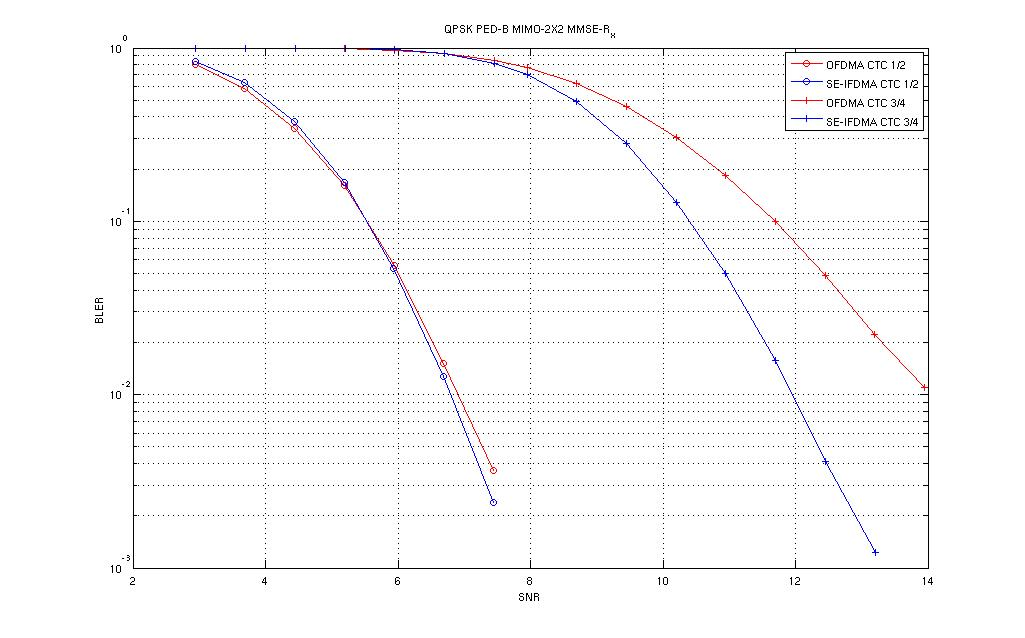 QPSK PED-B MIMO-2X2 MMSE-Rx
OFDMA CTC 1/2
SE-IFDMA CTC 1/2
OFDMA CTC 3/4
SE-IFDMA CTC 3/4
10^0
10^-1
10^-2
10^-3
BLER
2 4 6 8 10 12 14
SNR